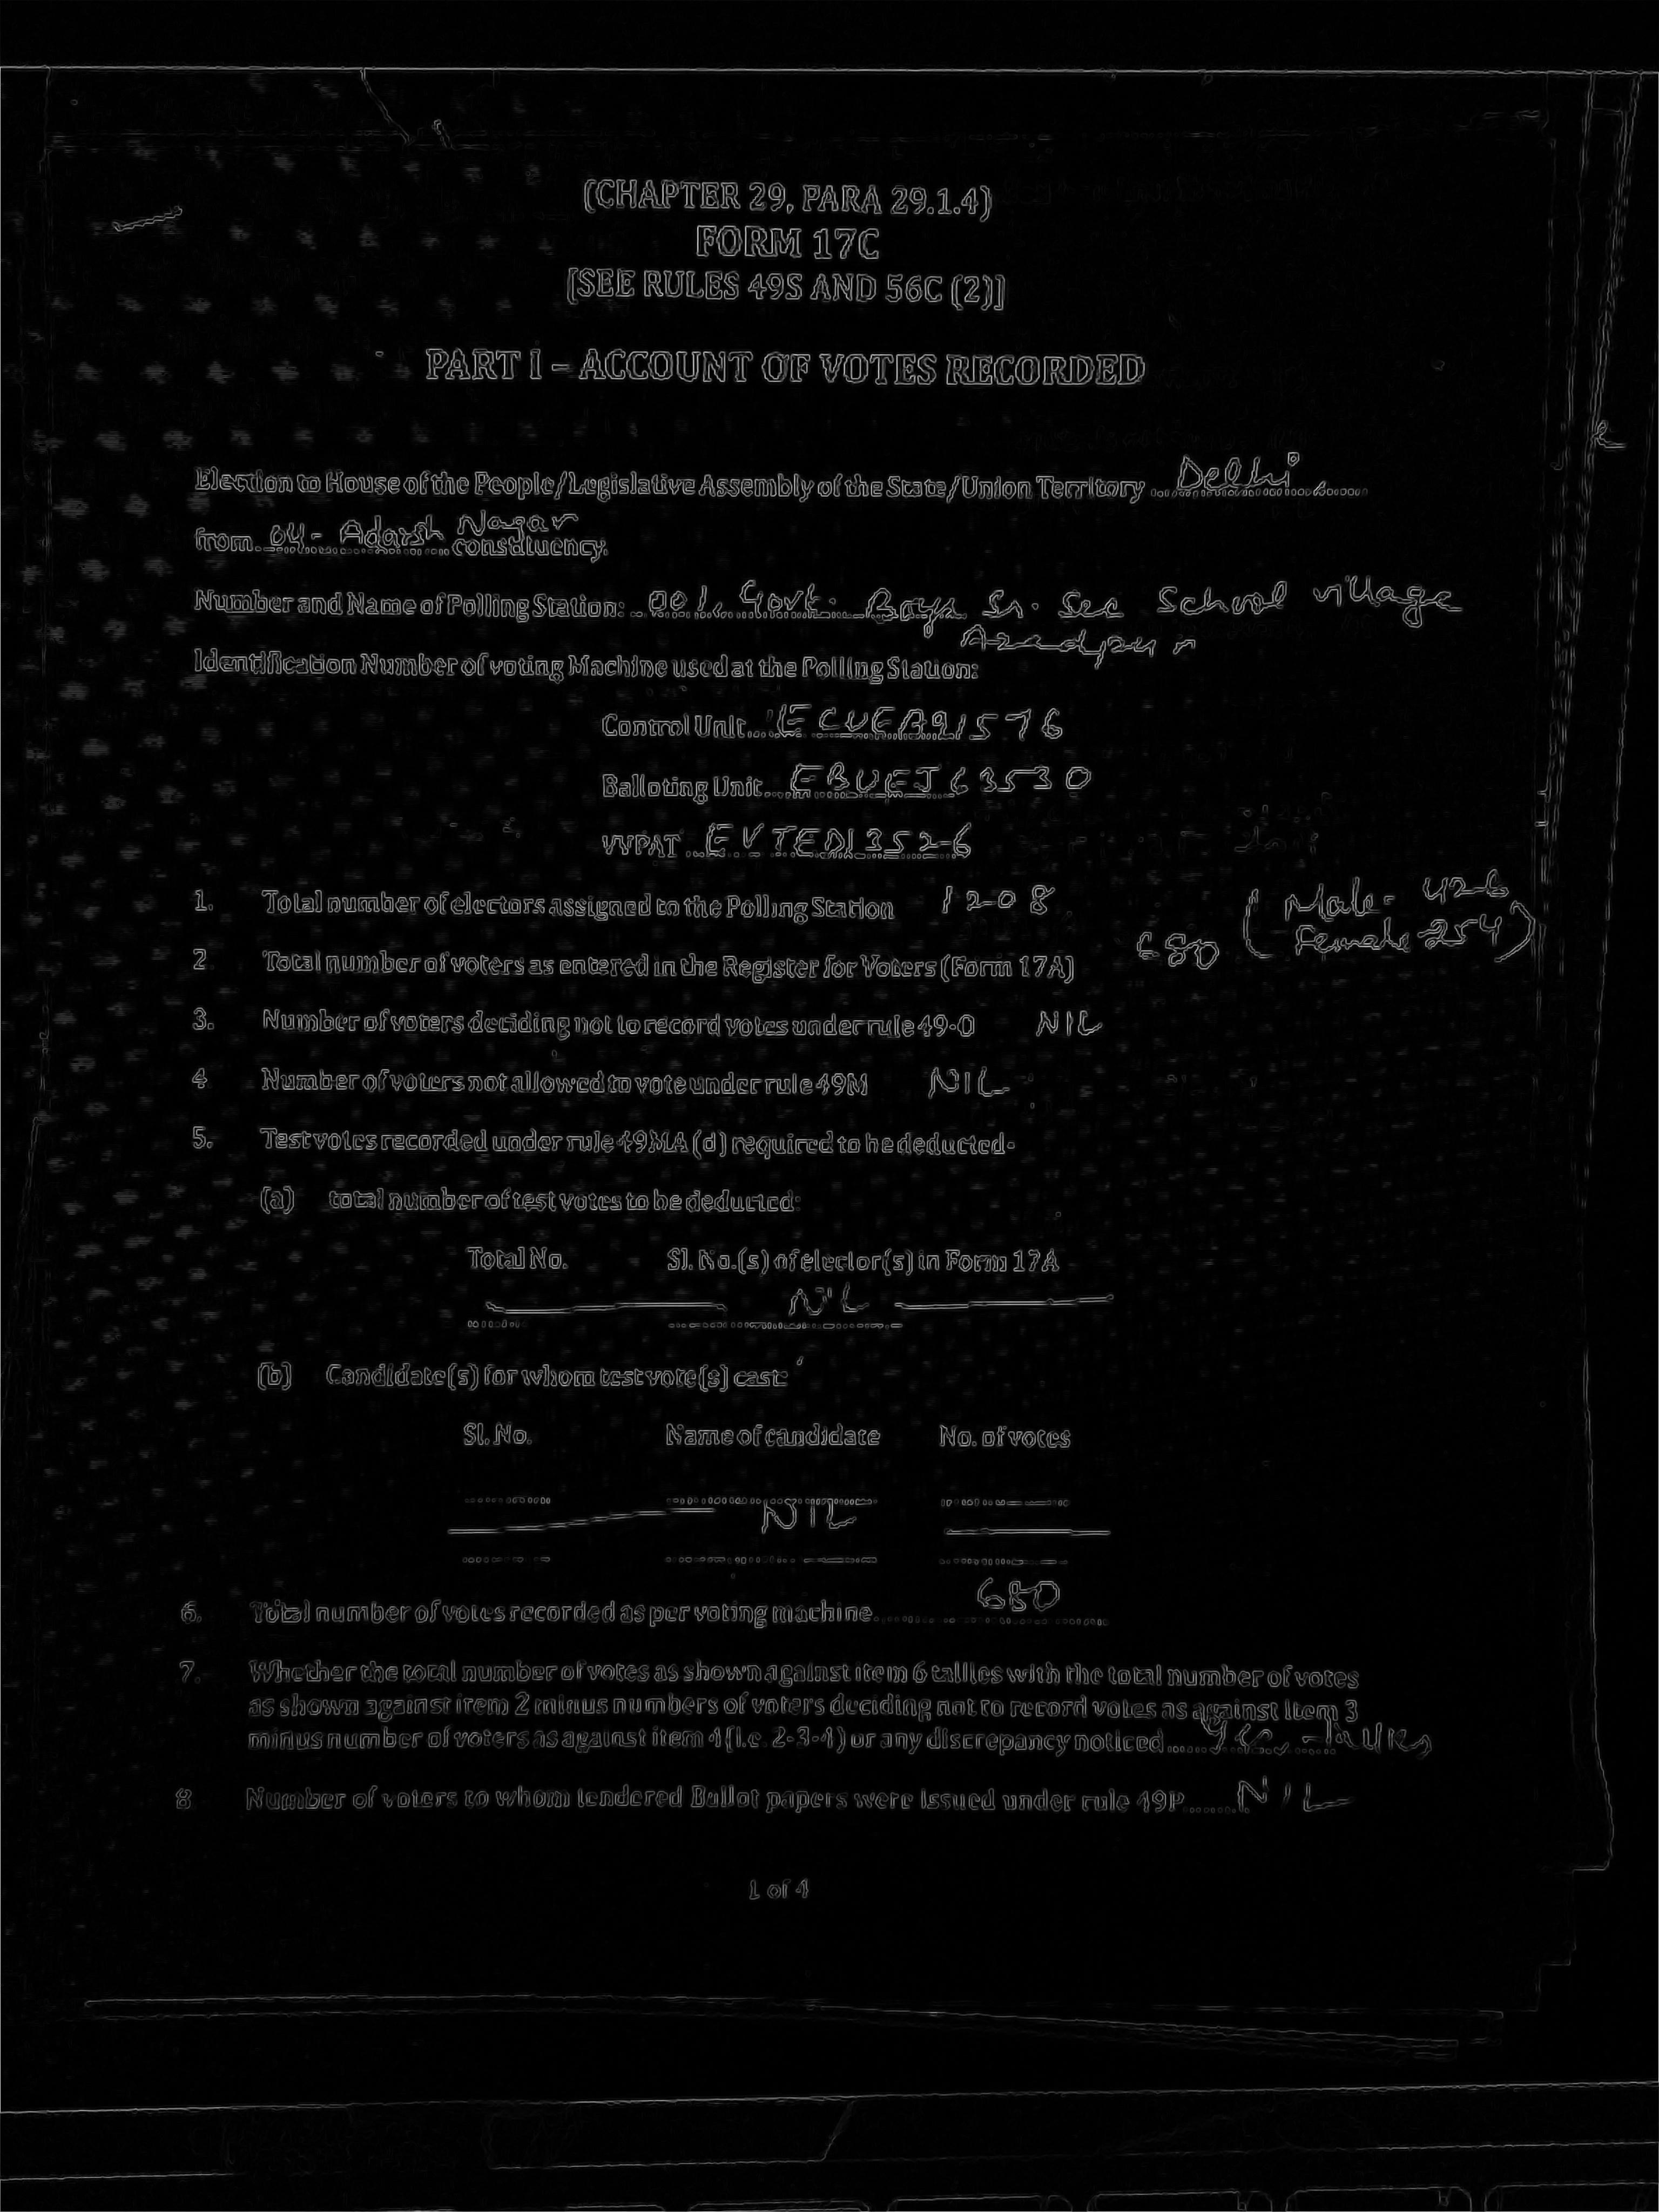 (CHAPTER 29, PARA 29.1.4)
FORM 17C
[SEE RULES 49S AND 56C (2)]
PART I – ACCOUNT OF VOTES RECORDED
Election to House of the People/Legislative Assembly of the State/Union Territory ... Delhi ...
from 04- Adarsh Nagar constituency.
Number and Name of Polling Station: 001, Govt. Boys Sr. Sec School village
Azadpur
Identification Number of voting Machine used at the Polling Station:
Control Unit ... ECUEA91576
Balloting Unit ... EBUEJ63530
VVPAT ... EVTED13526
1. Total number of electors assigned to the Polling Station 1208
2 Total number of voters as entered in the Register for Voters (Form 17A) 680 (Male- 426
Female- 254)
3. Number of voters deciding not to record votes under rule 49-O NIL
4 Number of voters not allowed to vote under rule 49M NIL
5. Test votes recorded under rule 49MA (d) required to be deducted-
(a) total number of test votes to be deducted:
Total No. Sl. No.(s) of elector(s) in Form 17A
NIL
(b) Candidate(s) for whom test vote(s) cast:
Sl. No. Name of candidate No. of votes
NIL
6. Total number of votes recorded as per voting machine ... 680
7. Whether the total number of votes as shown against item 6 tallies with the total number of votes
as shown against item 2 minus numbers of voters deciding not to record votes as against item 3
minus number of voters as against item 4 (i.e. 2-3-4) or any discrepancy noticed ... Yes, Tallies
8 Number of voters to whom tendered Ballot papers were issued under rule 49P ... NIL
1 of 4